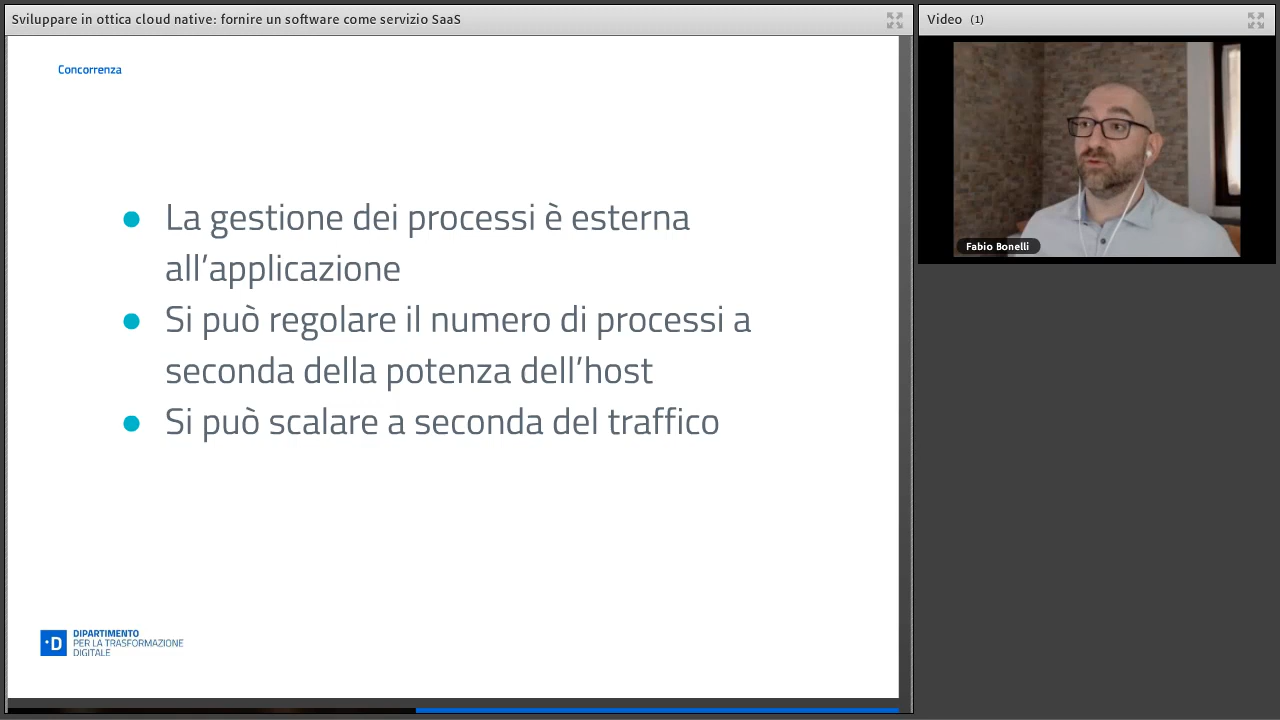 Sviluppare in ottica cloud native: fornire un software come servizio SaaS
Video (1)
Concorrenza
La gestione dei processi è esterna
all’applicazione
Si può regolare il numero di processi a
seconda della potenza dell’host
Si può scalare a seconda del traffico
Fabio Bonelli
·D
DIPARTIMENTO
PER LA TRASFORMAZIONE
DIGITALE